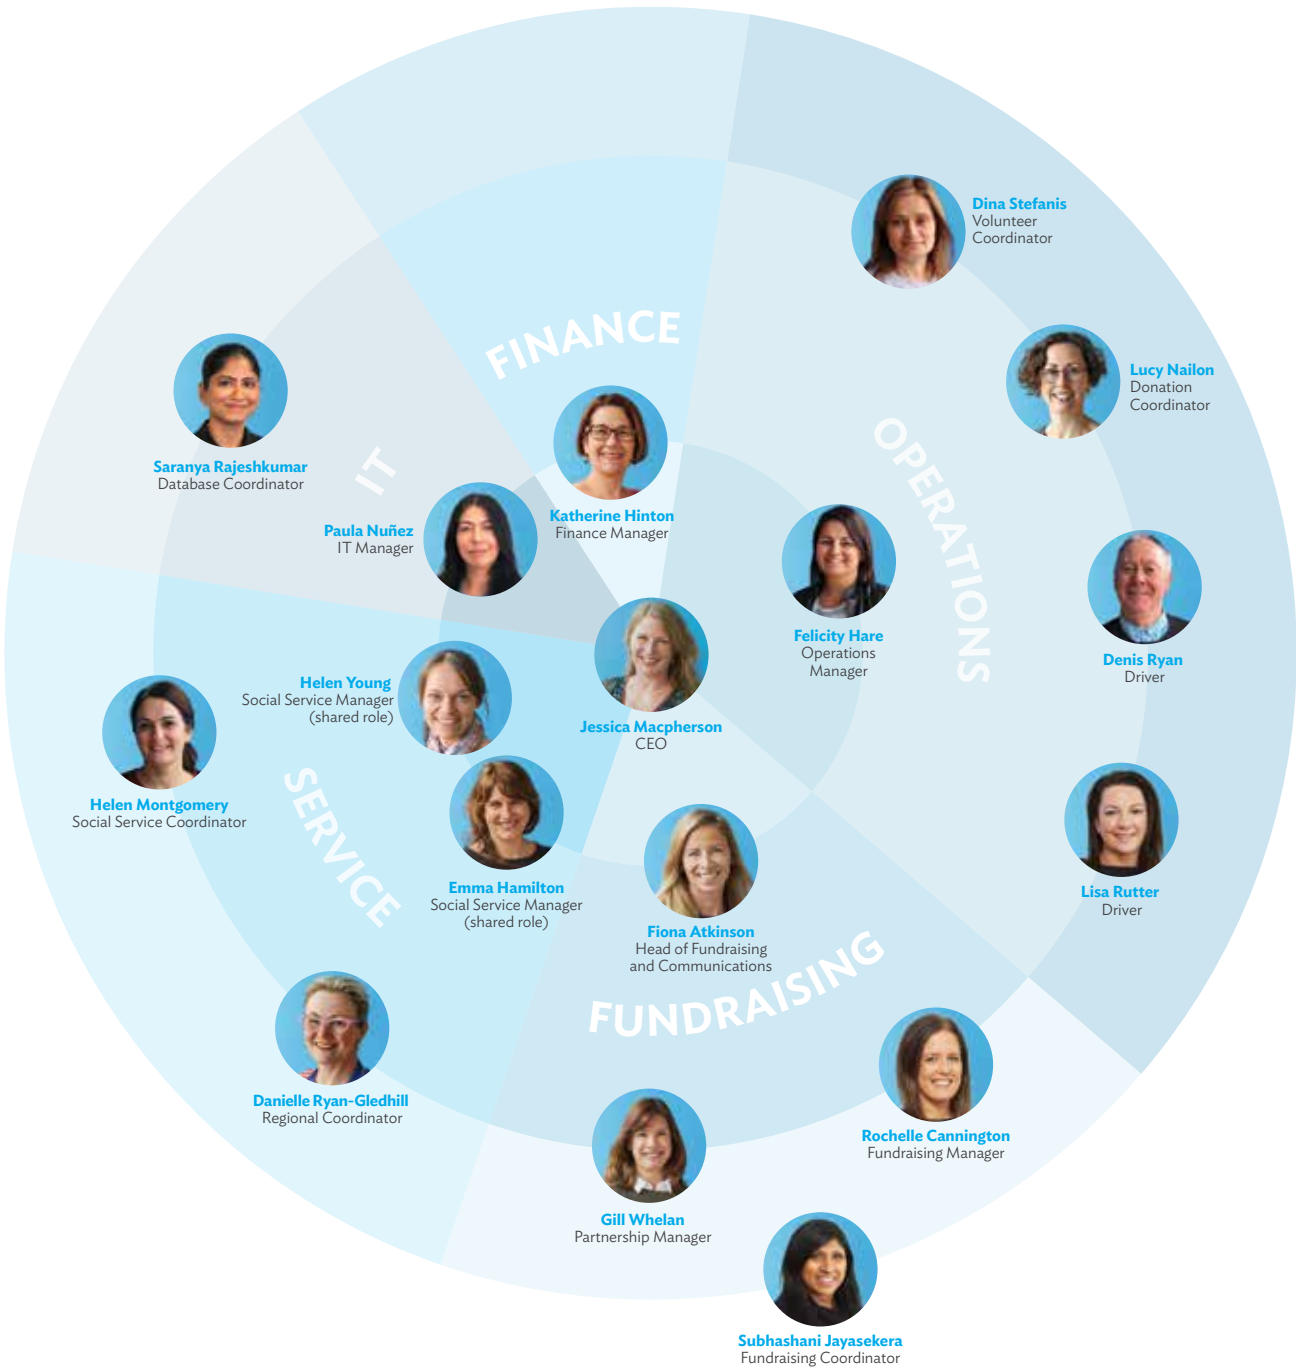 Dina Stefanis
Volunteer
Coordinator
FINANCE
Lucy Nailon
Donation
Coordinator
OPERATIONS
IT
Saranya Rajeshkumar
Database Coordinator
Katherine Hinton
Finance Manager
Paula Nuñez
IT Manager
Felicity Hare
Operations
Manager
Denis Ryan
Driver
Helen Young
Social Service Manager
(shared role)
Jessica Macpherson
CEO
Helen Montgomery
Social Service Coordinator
SERVICE
Emma Hamilton
Social Service Manager
(shared role)
Lisa Rutter
Driver
Fiona Atkinson
Head of Fundraising
and Communications
FUNDRAISING
Danielle Ryan-Gledhill
Regional Coordinator
Rochelle Cannington
Fundraising Manager
Gill Whelan
Partnership Manager
Subhashani Jayasekera
Fundraising Coordinator